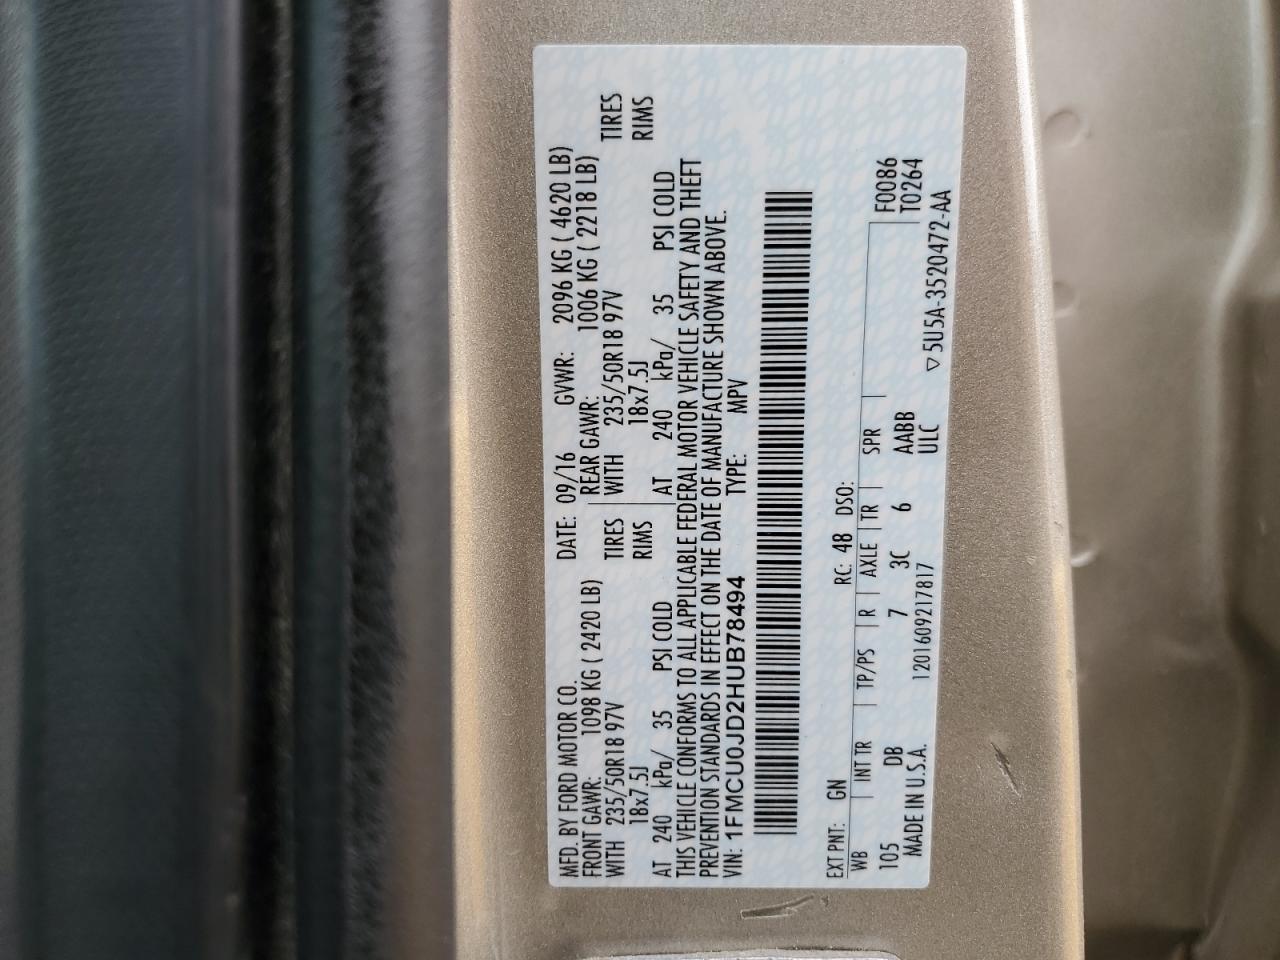 MFD. BY FORD MOTOR CO.
DATE: 09/16 GVWR: 2096 KG ( 4620 LB)
FRONT GAWR: 1098 KG ( 2420 LB) REAR GAWR: 1006 KG ( 2218 LB)
WITH 235/50R18 97V TIRES WITH 235/50R18 97V TIRES
18x7.5J RIMS 18x7.5J RIMS
AT 240 kPa/ 35 PSI COLD AT 240 kPa/ 35 PSI COLD
THIS VEHICLE CONFORMS TO ALL APPLICABLE FEDERAL MOTOR VEHICLE SAFETY AND THEFT
PREVENTION STANDARDS IN EFFECT ON THE DATE OF MANUFACTURE SHOWN ABOVE.
VIN: 1FMCU0JD2HUB78494 TYPE: MPV
EXT PNT: GN RC: 48 DSO:
WB INT TR TP/PS R AXLE TR SPR F0086
105 DB 7 3C 6 AABB T0264
MADE IN U.S.A. 1201609217817 ULC
▽ 5U5A-3520472-AA